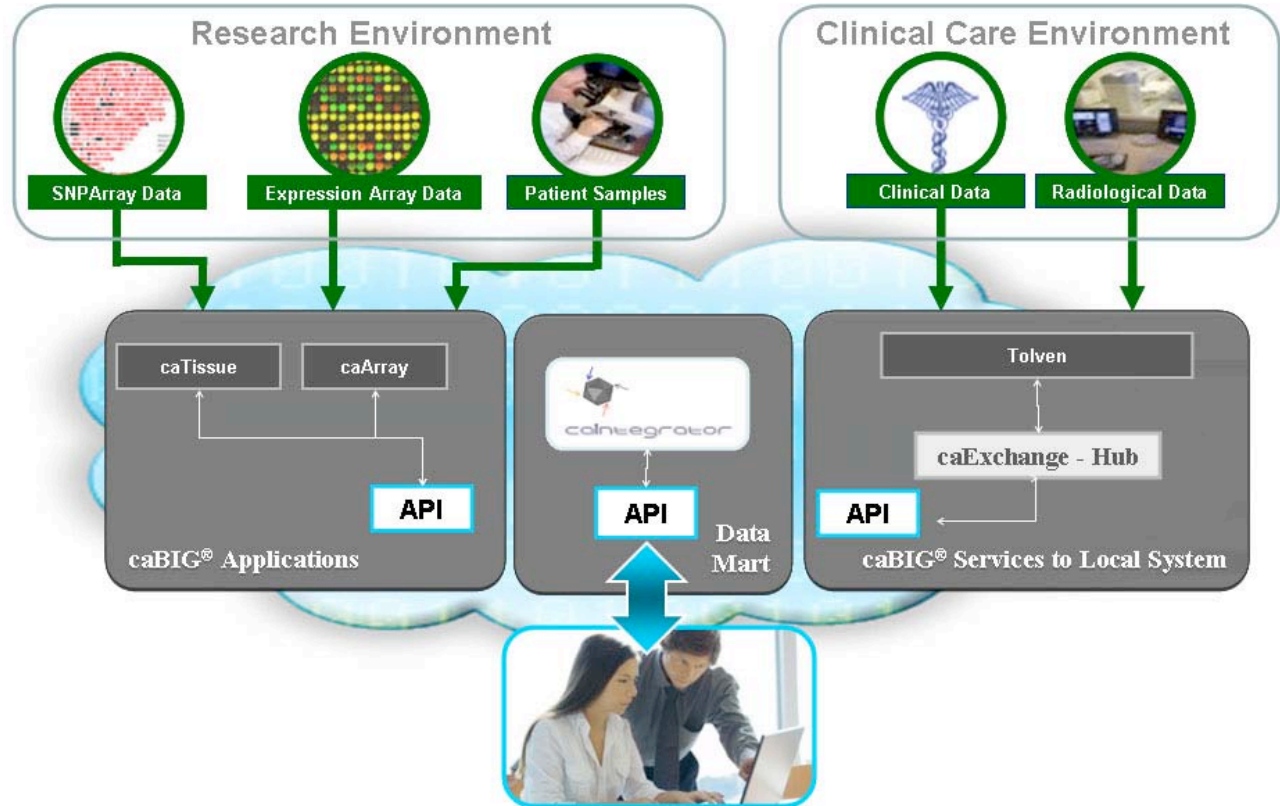 Research Environment
Clinical Care Environment
SNPArray Data
Expression Array Data
Patient Samples
Clinical Data
Radiological Data
caTissue
caArray
API
caBIG® Applications
caIntegrator
API
Data
Mart
Tolven
caExchange - Hub
API
caBIG® Services to Local System